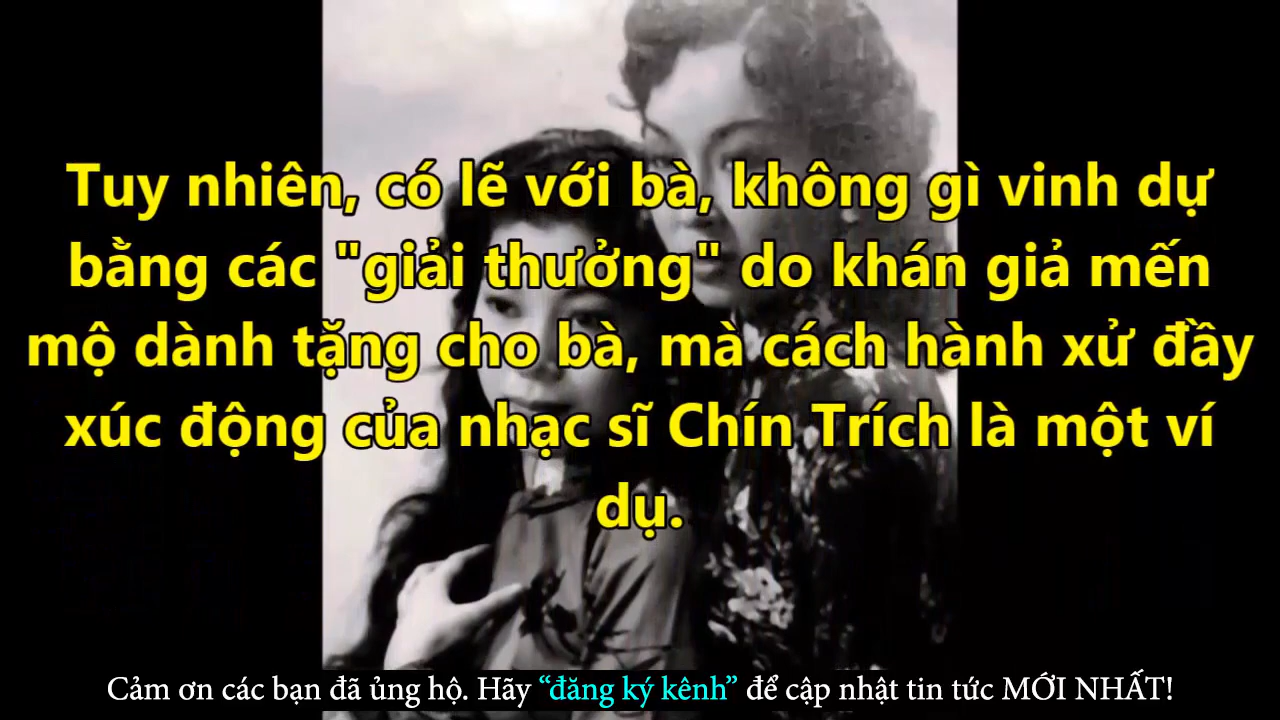 Tuy nhiên, có lẽ với bà, không gì vinh dự
bằng các "giải thưởng" do khán giả mến
mộ dành tặng cho bà, mà cách hành xử đầy
xúc động của nhạc sĩ Chín Trích là một ví
dụ.
Cảm ơn các bạn đã ủng hộ. Hãy “đăng ký kênh” để cập nhật tin tức MỚI NHẤT!